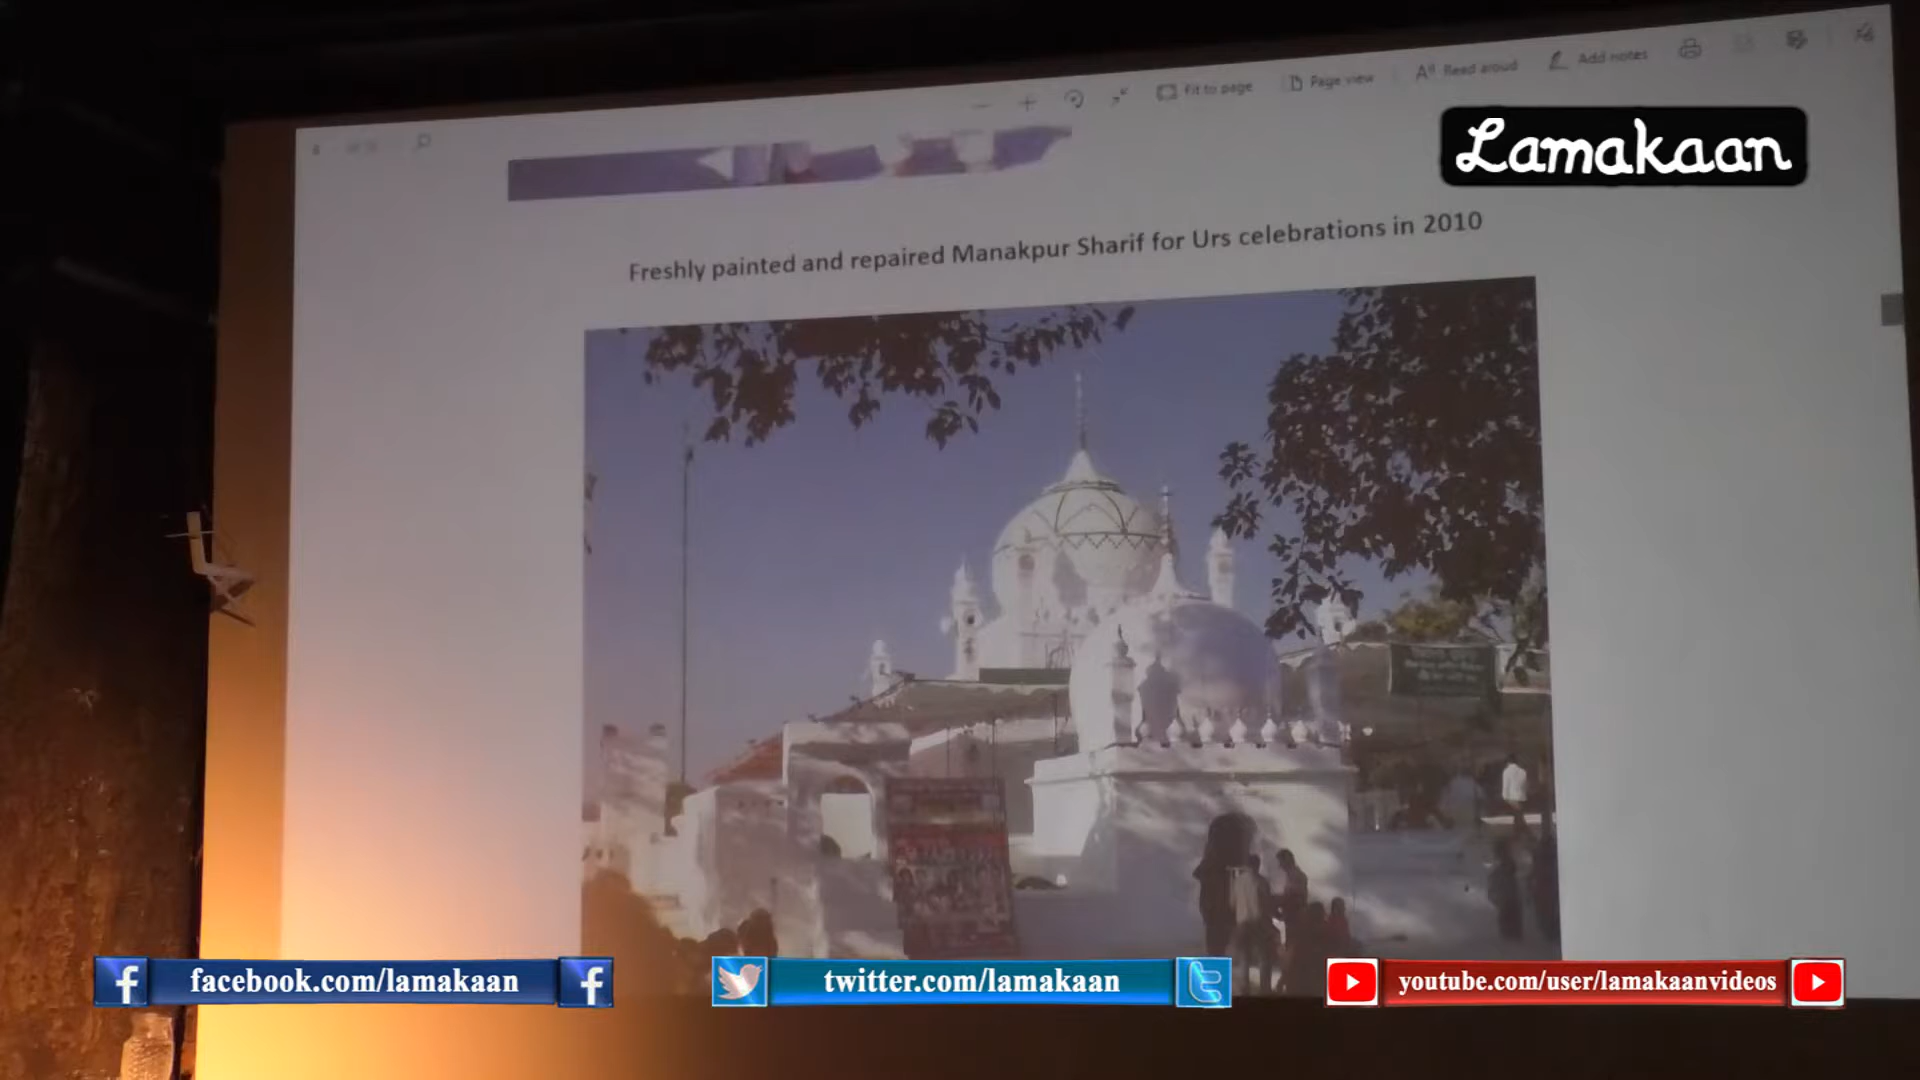 Fit to page
Page view
Read aloud
Add notes
Lamakaan
Freshly painted and repaired Manakpur Sharif for Urs celebrations in 2010
facebook.com/lamakaan
twitter.com/lamakaan
youtube.com/user/lamakaanvideos